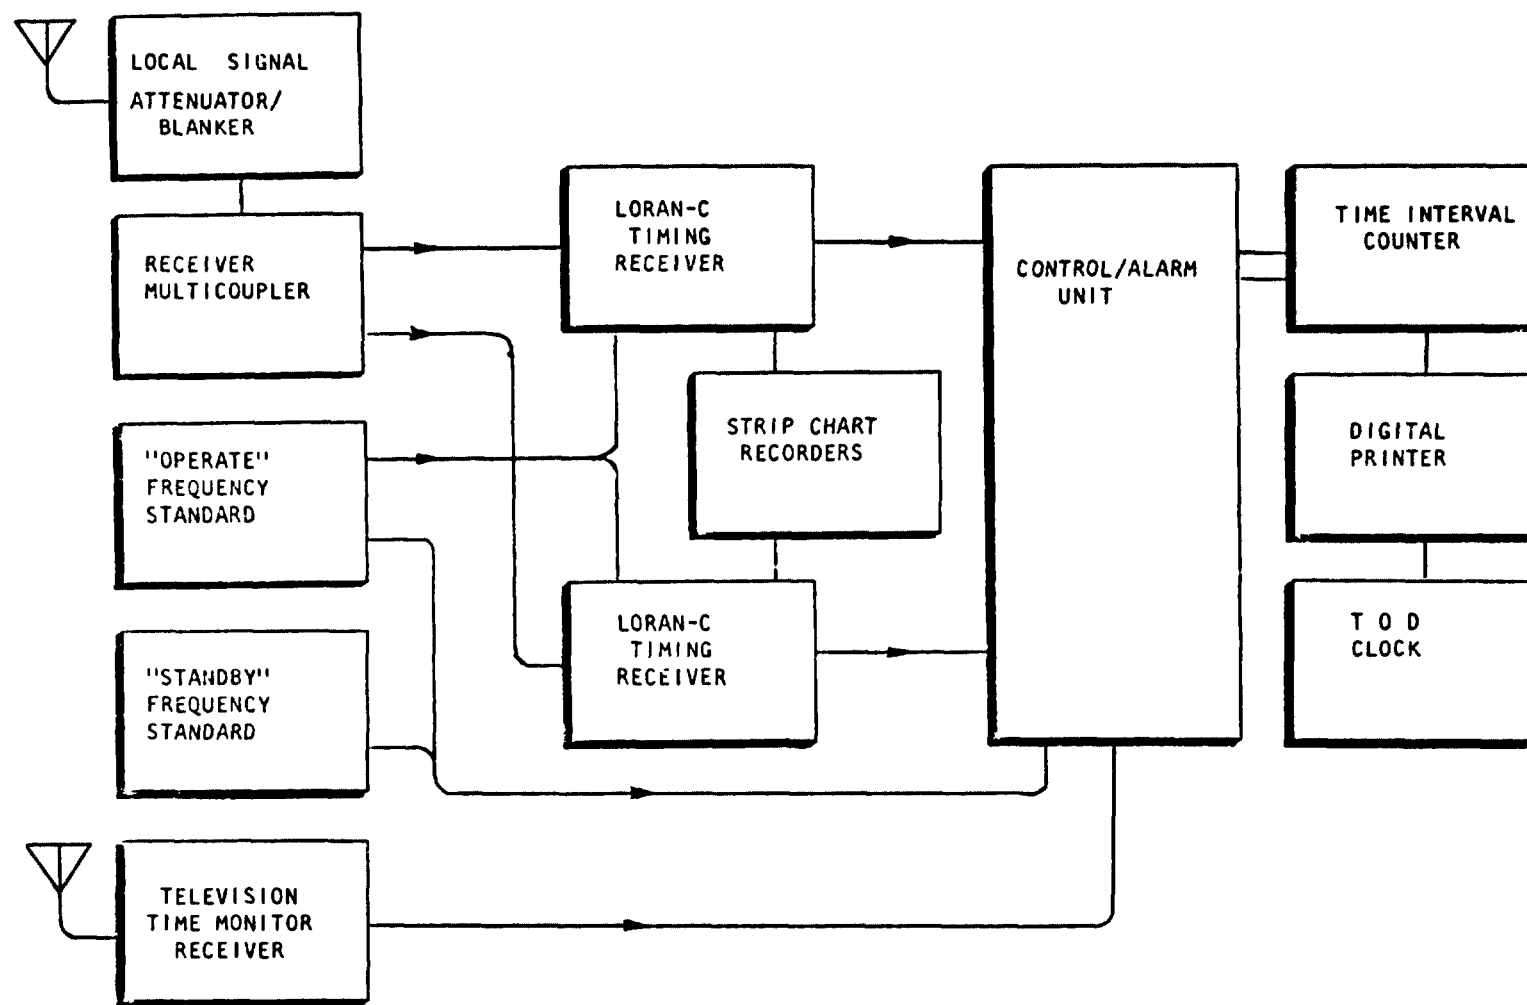 LOCAL SIGNAL
ATTENUATOR/
BLANKER
RECEIVER
MULTICOUPLER
"OPERATE"
FREQUENCY
STANDARD
"STANDBY"
FREQUENCY
STANDARD
TELEVISION
TIME MONITOR
RECEIVER
LORAN-C
TIMING
RECEIVER
STRIP CHART
RECORDERS
LORAN-C
TIMING
RECEIVER
CONTROL/ALARM
UNIT
TIME INTERVAL
COUNTER
DIGITAL
PRINTER
T O D
CLOCK